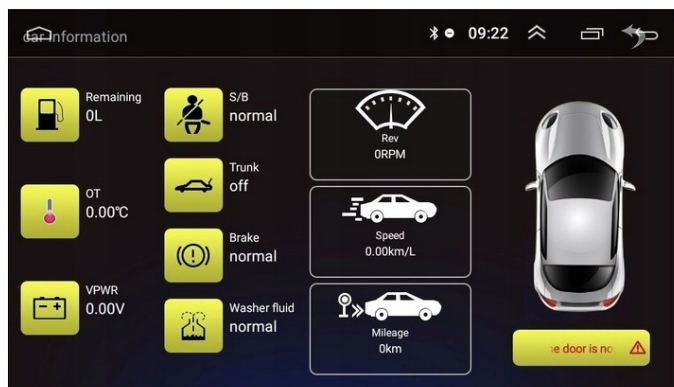 car Information
09:22
Remaining
0L
S/B
normal
Rev
0RPM
OT
0.00℃
Trunk
off
Speed
0.00km/L
Brake
normal
VPWR
0.00V
Washer fluid
normal
Mileage
0km
door is